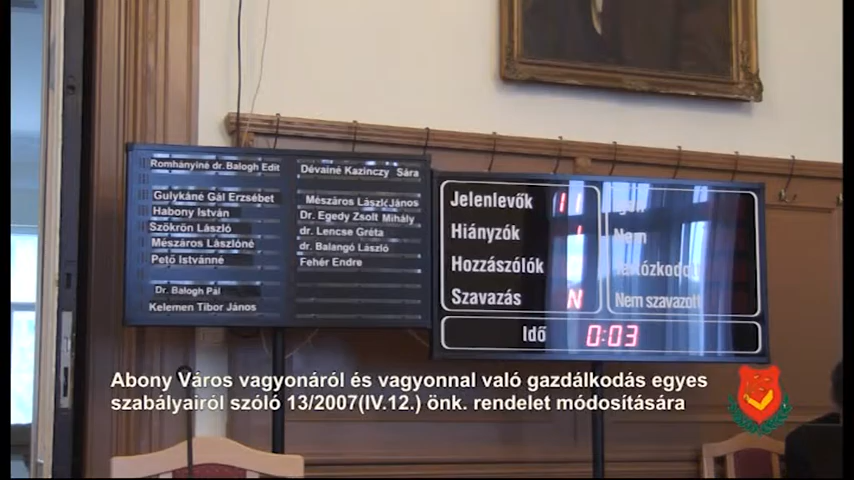 Romhányiné dr. Balogh Edit
Gulykáné Gál Erzsébet
Habony István
Szökrön László
Mészáros Lászlóné
Pető Istvánné
Dr. Balogh Pál
Kelemen Tibor János
Dévainé Kazinczy Sára
Mészáros László János
Dr. Egedy Zsolt Mihály
dr. Lencse Gréta
dr. Balangó László
Fehér Endre
Jelenlevők 11
Hiányzók 1
Hozzászólók
Szavazás N
Nem
Tartózkodott
Nem szavazott
Idő 0:03
Abony Város vagyonáról és vagyonnal való gazdálkodás egyes
szabályairól szóló 13/2007(IV.12.) önk. rendelet módosítására